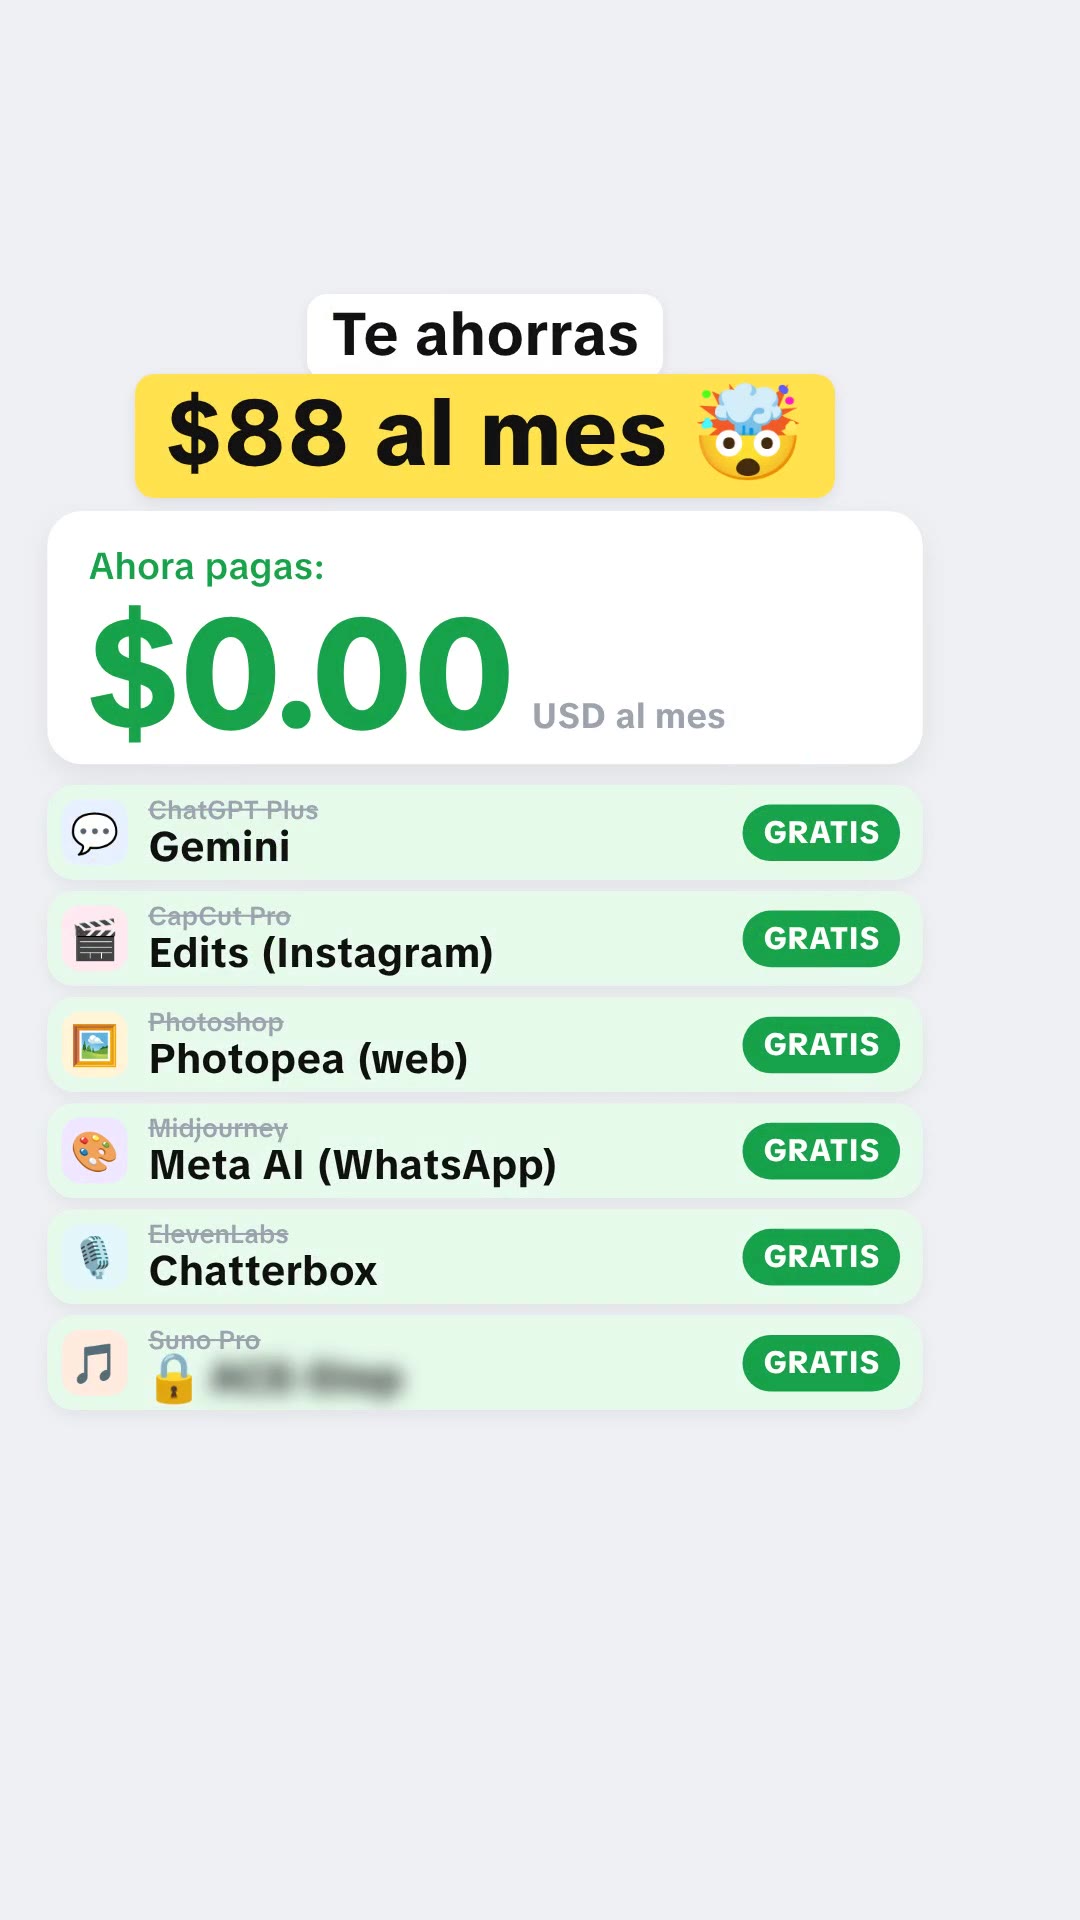 Te ahorras
$88 al mes 🤯
Ahora pagas:
$0.00 USD al mes
ChatGPT Plus
Gemini
GRATIS
CapCut Pro
Edits (Instagram)
GRATIS
Photoshop
Photopea (web)
GRATIS
Midjourney
Meta AI (WhatsApp)
GRATIS
ElevenLabs
Chatterbox
GRATIS
Suno Pro
GRATIS